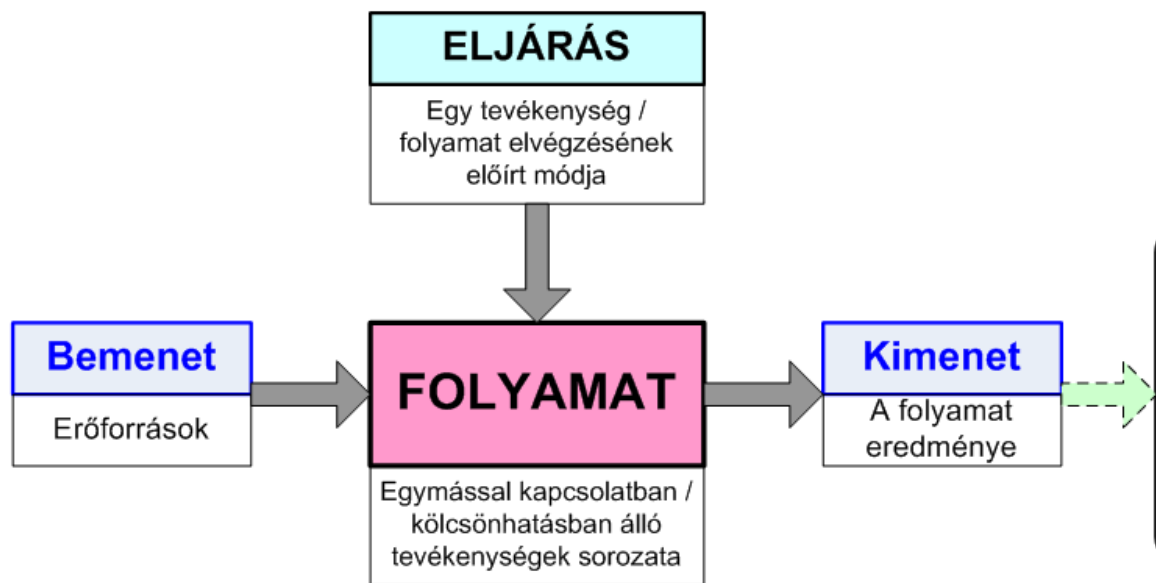 ELJÁRÁS
Egy tevékenység /
folyamat elvégzésének
előírt módja
Bemenet
Erőforrások
FOLYAMAT
Egymással kapcsolatban /
kölcsönhatásban álló
tevékenységek sorozata
Kimenet
A folyamat
eredménye